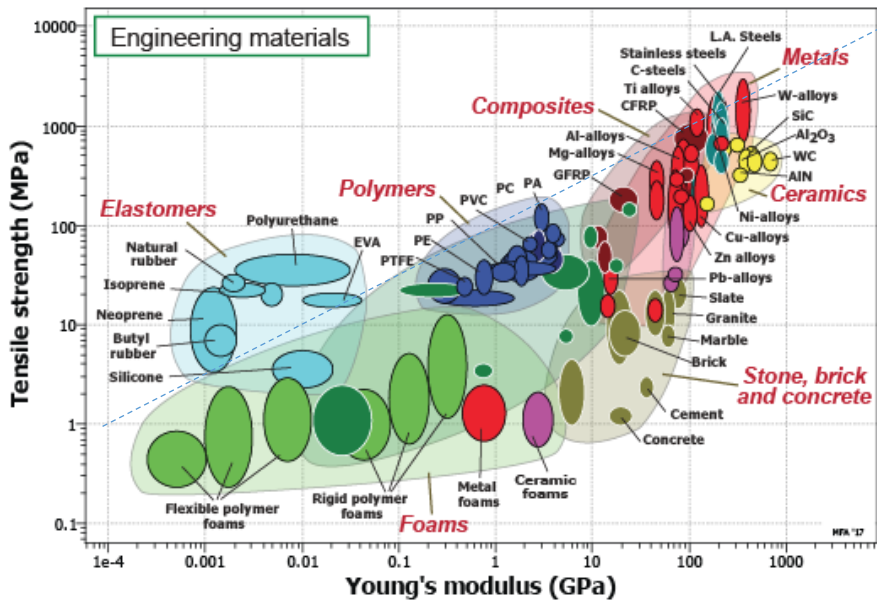 Engineering materials
10000
1000
100
10
1
0.1
Tensile strength (MPa)
1e-4
0.001
0.01
0.1
1
10
100
1000
Young's modulus (GPa)
Elastomers
Polyurethane
Natural
rubber
EVA
Isoprene
Neoprene
Butyl
rubber
Silicone
Polymers
PA
PC
PVC
PP
PE
PTFE
Composites
CFRP
GFRP
Metals
L.A. Steels
Stainless steels
C-steels
Ti alloys
W-alloys
Al-alloys
Mg-alloys
Ni-alloys
Cu-alloys
Zn alloys
Pb-alloys
SiC
Al₂O₃
WC
AlN
Ceramics
Slate
Granite
Marble
Brick
Stone, brick
and concrete
Cement
Concrete
Flexible polymer
foams
Rigid polymer
foams
Foams
Metal
foams
Ceramic
foams
MFA '17